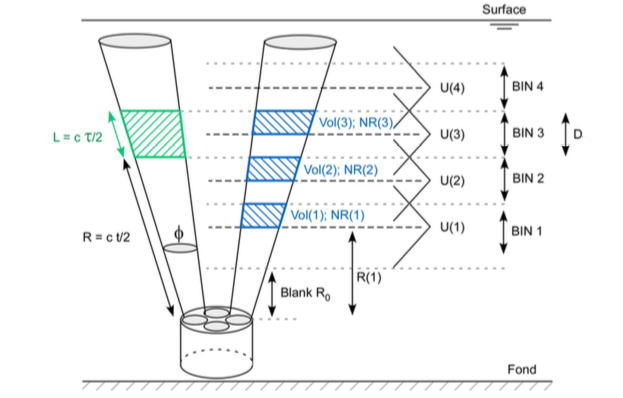 Surface
U(4)
BIN 4
Vol(3); NR(3)
L = c τ/2
U(3)
BIN 3
D
Vol(2); NR(2)
U(2)
BIN 2
Vol(1); NR(1)
ϕ
U(1)
BIN 1
R = c t/2
R(1)
Blank R₀
Fond